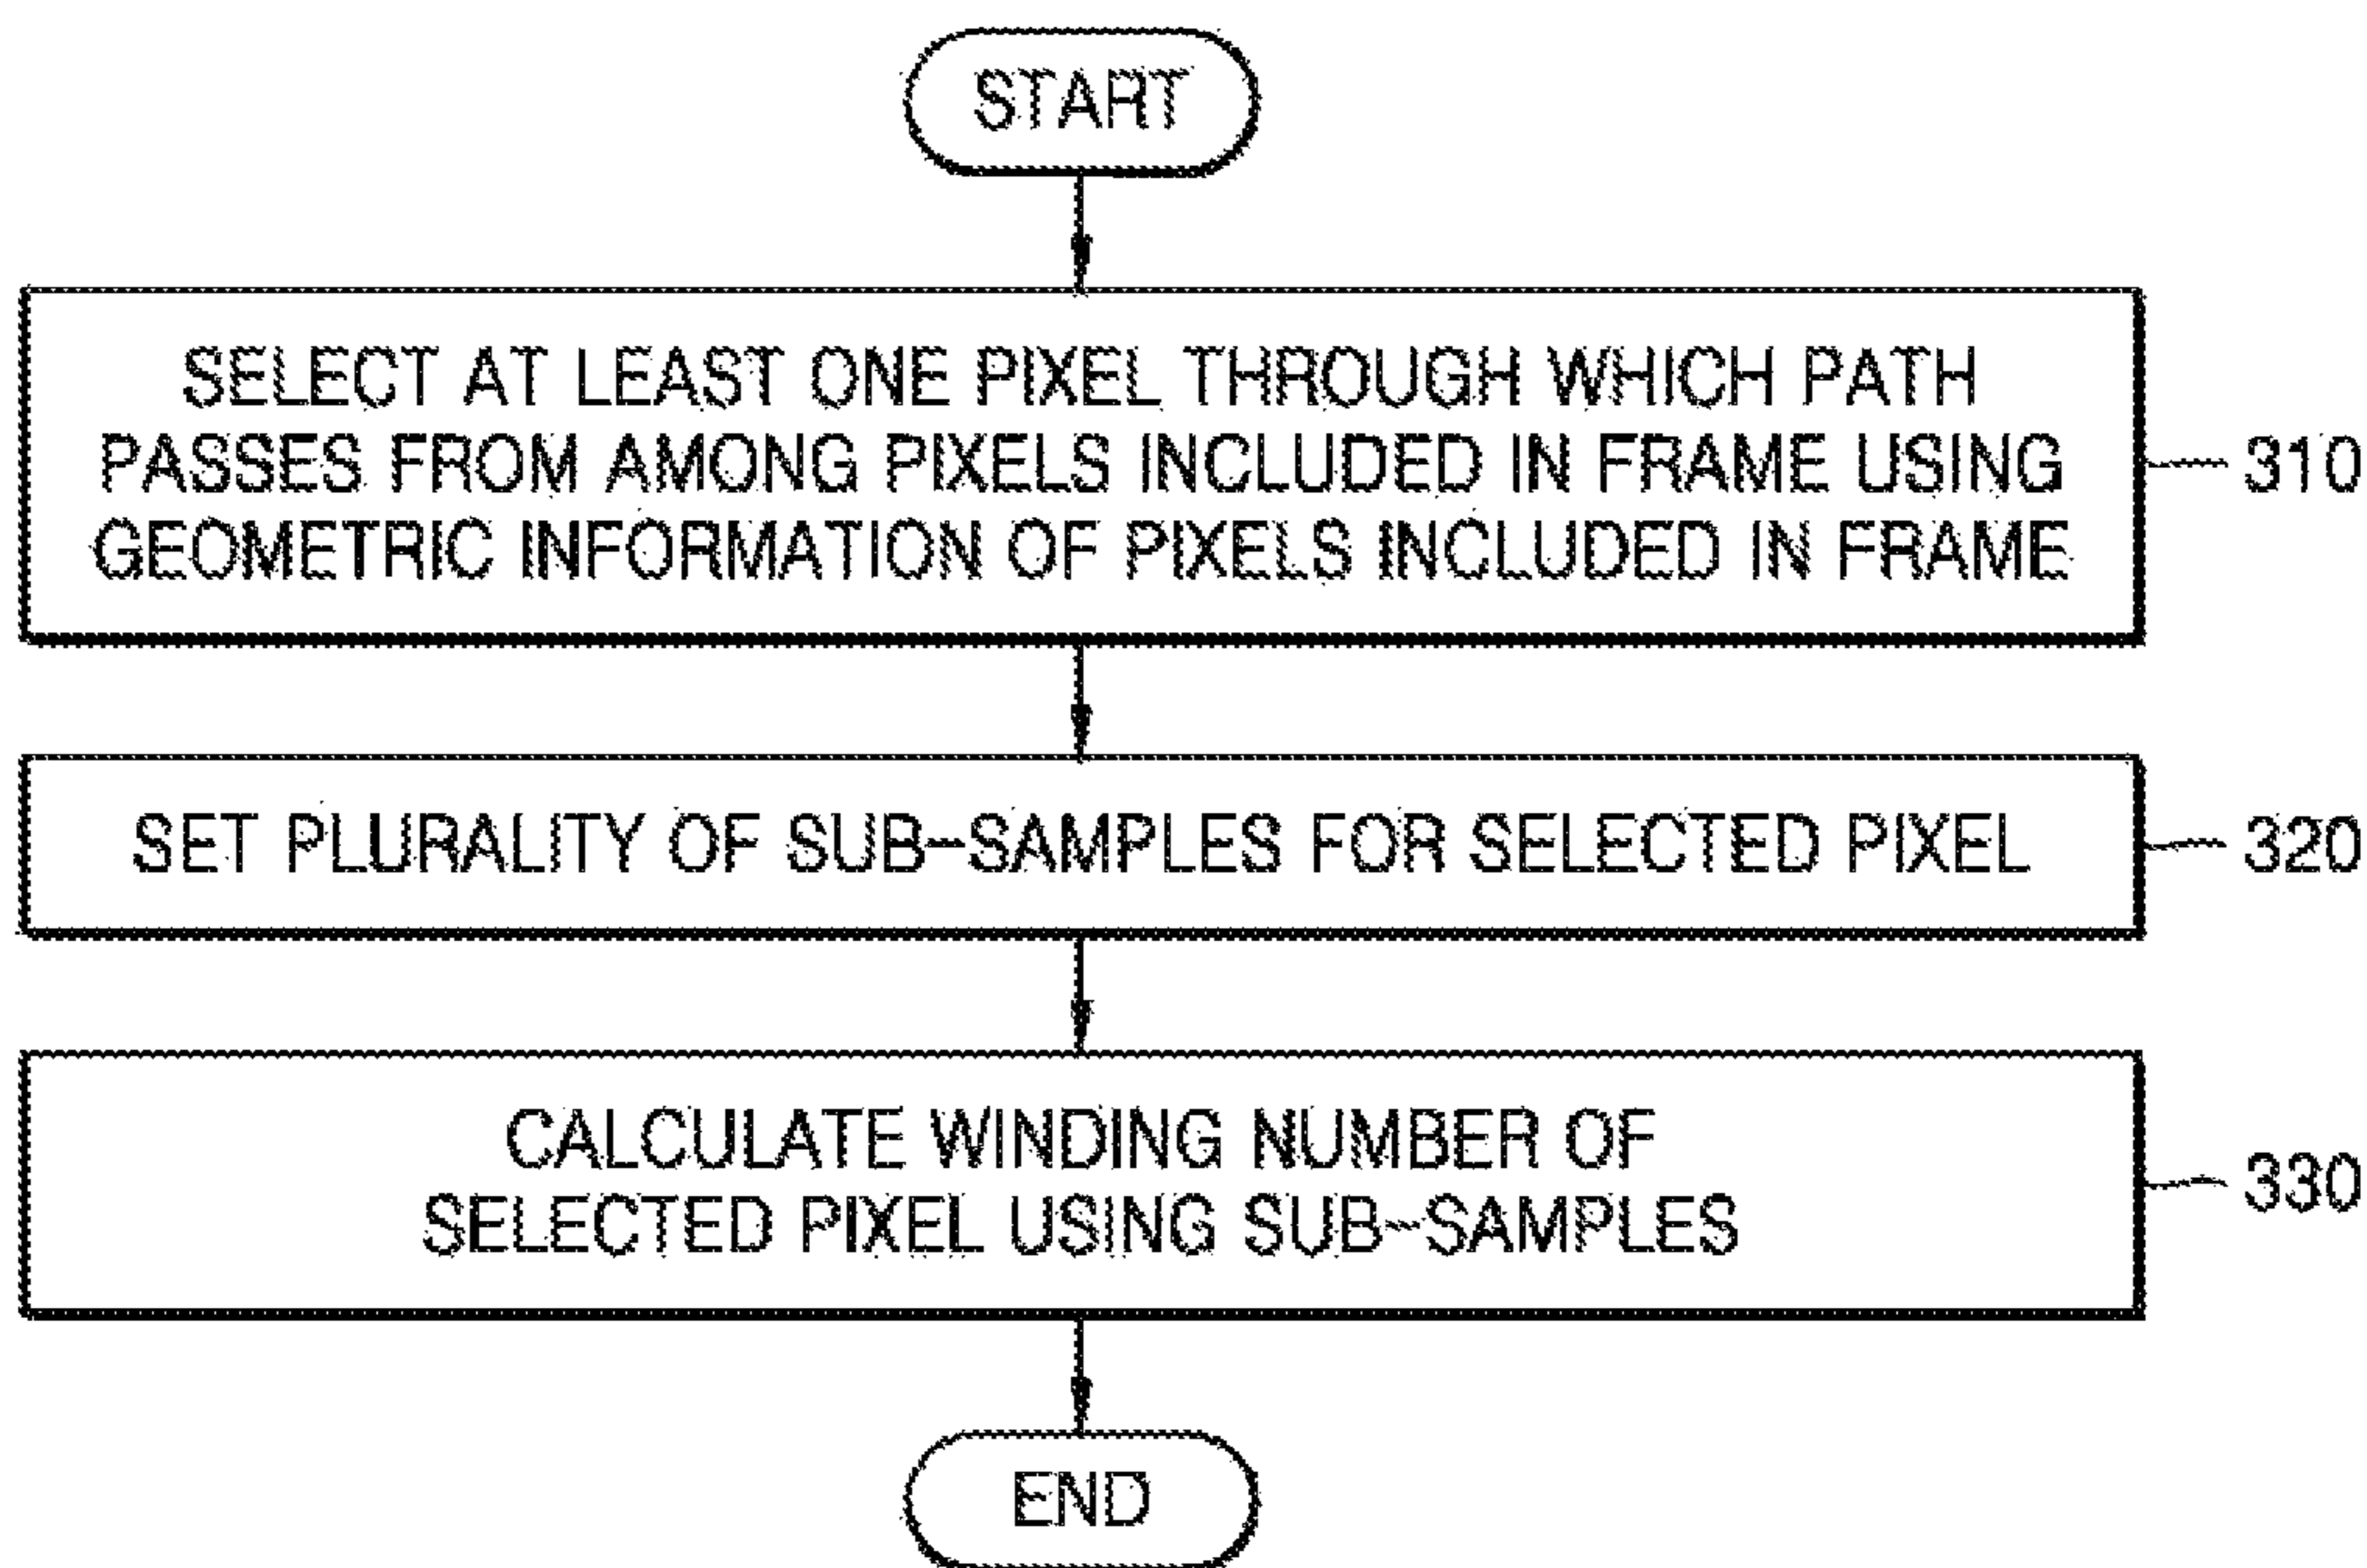 START
SELECT AT LEAST ONE PIXEL THROUGH WHICH PATH
PASSES FROM AMONG PIXELS INCLUDED IN FRAME USING
GEOMETRIC INFORMATION OF PIXELS INCLUDED IN FRAME
310
SET PLURALITY OF SUB-SAMPLES FOR SELECTED PIXEL
320
CALCULATE WINDING NUMBER OF
SELECTED PIXEL USING SUB-SAMPLES
330
END